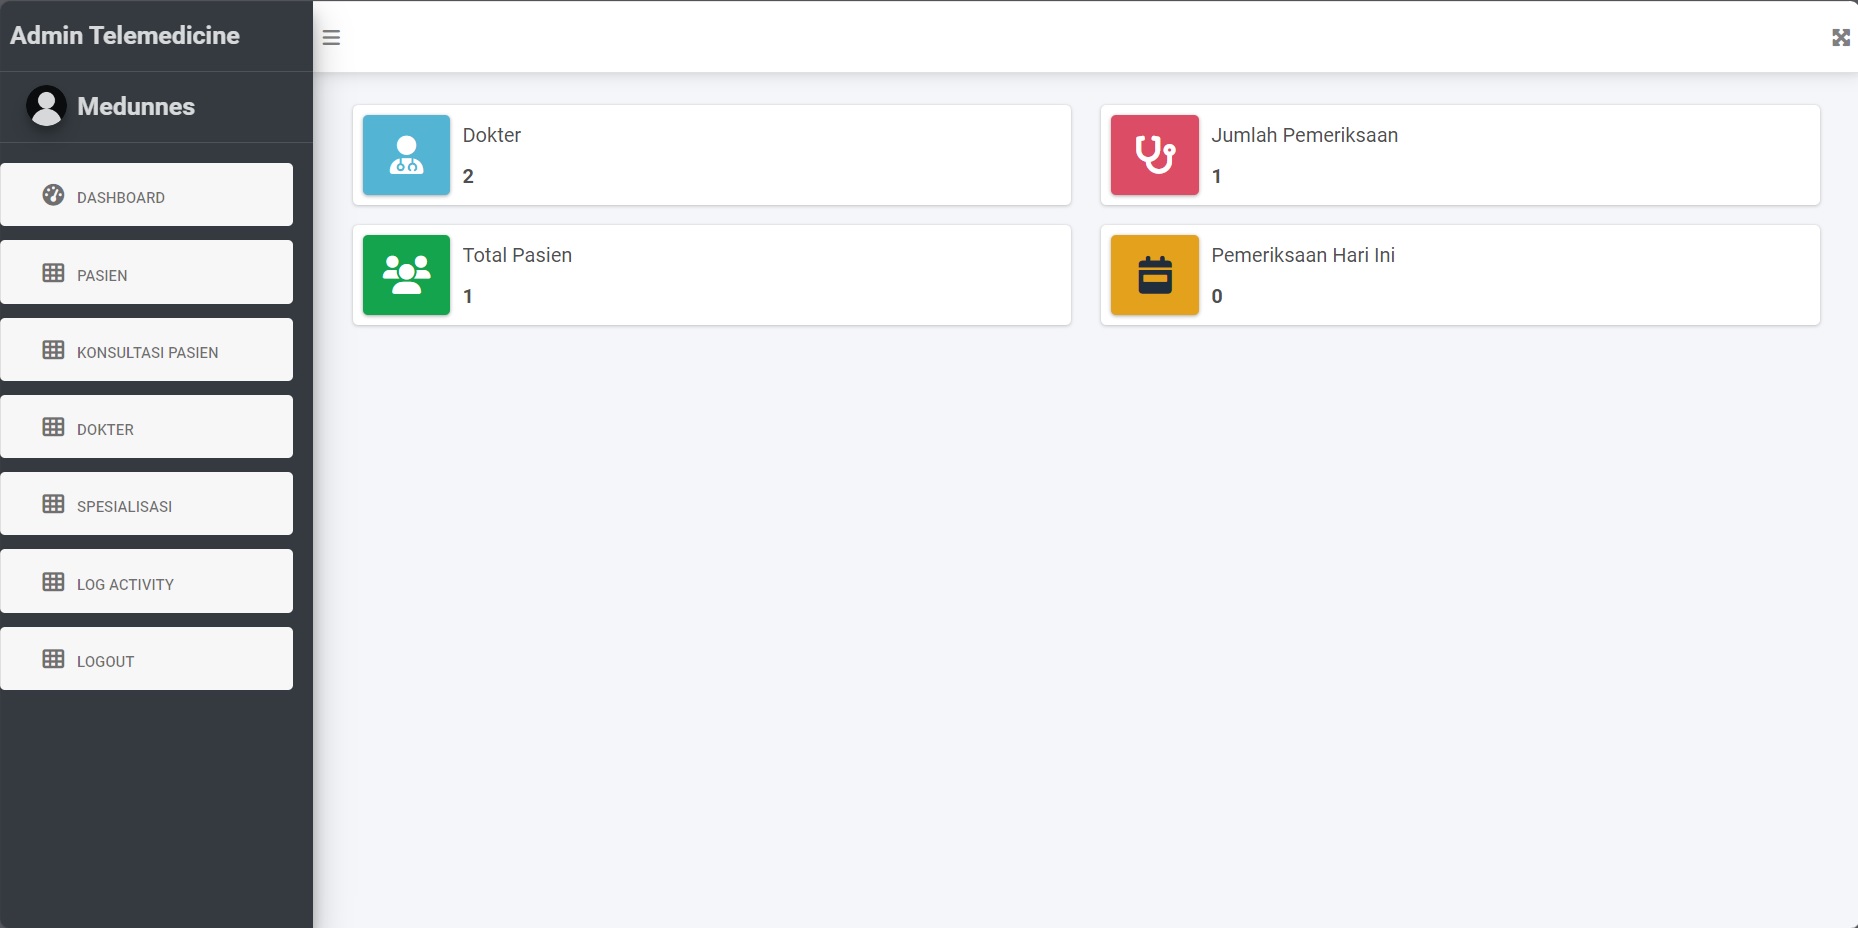 Admin Telemedicine
Medunnes
DASHBOARD
PASIEN
KONSULTASI PASIEN
DOKTER
SPESIALISASI
LOG ACTIVITY
LOGOUT
Dokter
2
Jumlah Pemeriksaan
1
Total Pasien
1
Pemeriksaan Hari Ini
0